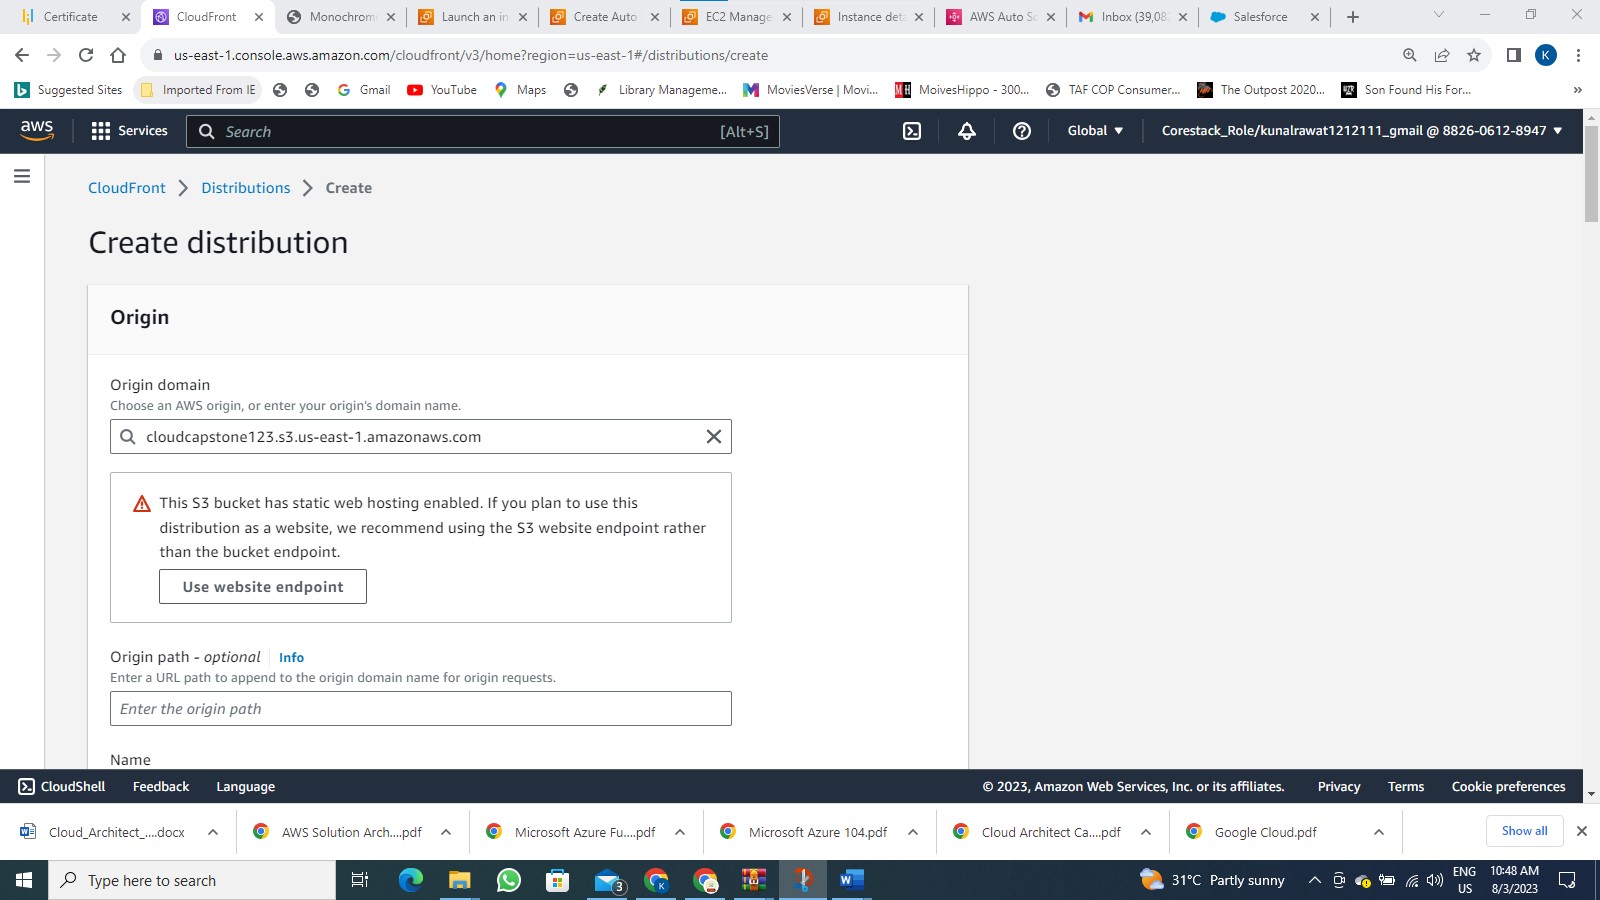 Certificate
CloudFront
Monochrom
Launch an in
Create Auto
EC2 Manage
Instance det
AWS Auto Sc
Inbox (39,08
Salesforce
us-east-1.console.aws.amazon.com/cloudfront/v3/home?region=us-east-1#/distributions/create
K
Suggested Sites
Imported From IE
Gmail
YouTube
Maps
Library Manageme...
MoviesVerse | Movi...
MoivesHippo - 300...
TAF COP Consumer...
The Outpost 2020...
Son Found His For...
»
aws
Services
Search
[Alt+S]
Global
Corestack_Role/kunalrawat1212111_gmail @ 8826-0612-8947
CloudFront
Distributions
Create
Create distribution
Origin
Origin domain
Choose an AWS origin, or enter your origin's domain name.
cloudcapstone123.s3.us-east-1.amazonaws.com
This S3 bucket has static web hosting enabled. If you plan to use this
distribution as a website, we recommend using the S3 website endpoint rather
than the bucket endpoint.
Use website endpoint
Origin path - optional
Info
Enter a URL path to append to the origin domain name for origin requests.
Enter the origin path
Name
CloudShell
Feedback
Language
© 2023, Amazon Web Services, Inc. or its affiliates.
Privacy
Terms
Cookie preferences
Cloud_Architect_....docx
AWS Solution Arch....pdf
Microsoft Azure Fu....pdf
Microsoft Azure 104.pdf
Cloud Architect Ca....pdf
Google Cloud.pdf
Show all
Type here to search
3
31°C Partly sunny
ENG
US
10:48 AM
8/3/2023